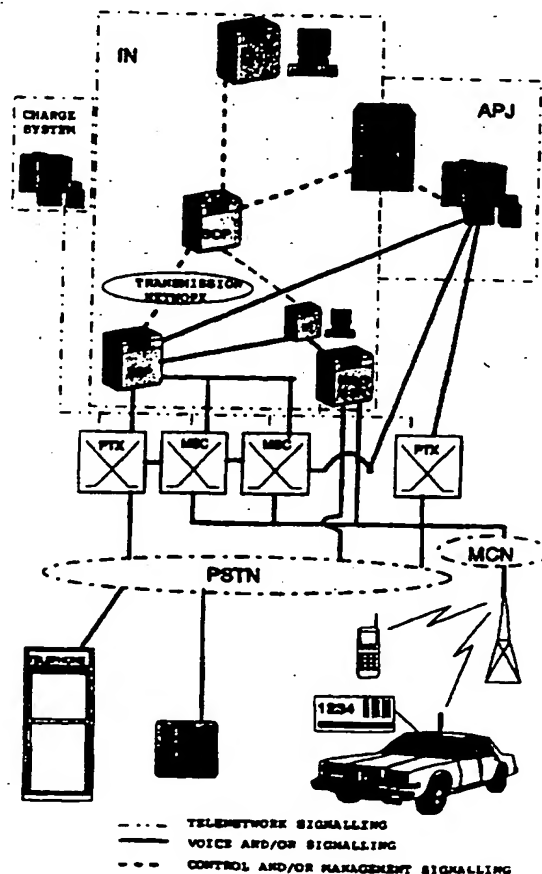 IN
APJ
CHARGE
SYSTEM
SCP
TRANSMISSION
NETWORK
PTX
MSC
MSC
PTX
MCN
PSTN
TELEPHONE
1234
TELENETWORK SIGNALLING
VOICE AND/OR SIGNALLING
CONTROL AND/OR MANAGEMENT SIGNALLING